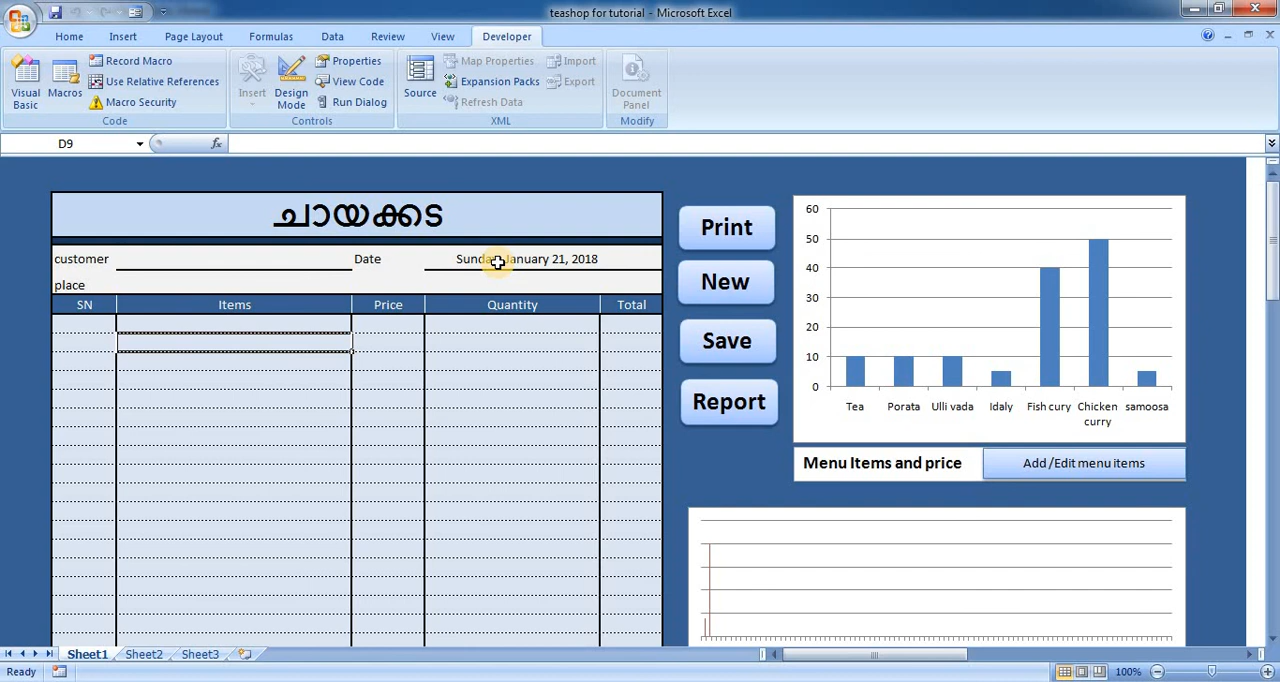 teashop for tutorial - Microsoft Excel
Home Insert Page Layout Formulas Data Review View Developer
Visual Basic
Macros
Record Macro
Use Relative References
Macro Security
Code
Insert
Design Mode
Properties
View Code
Run Dialog
Controls
Source
Map Properties
Expansion Packs
Refresh Data
Import
Export
XML
Document Panel
Modify
D9
fx
ചായക്കട
customer Date Sunday, January 21, 2018
place
SN Items Price Quantity Total
Print
New
Save
Report
60
50
40
30
20
10
0
Tea Porata Ulli vada Idaly Fish cury Chicken curry samoosa
Menu Items and price Add /Edit menu items
Sheet1 Sheet2 Sheet3
Ready 100%